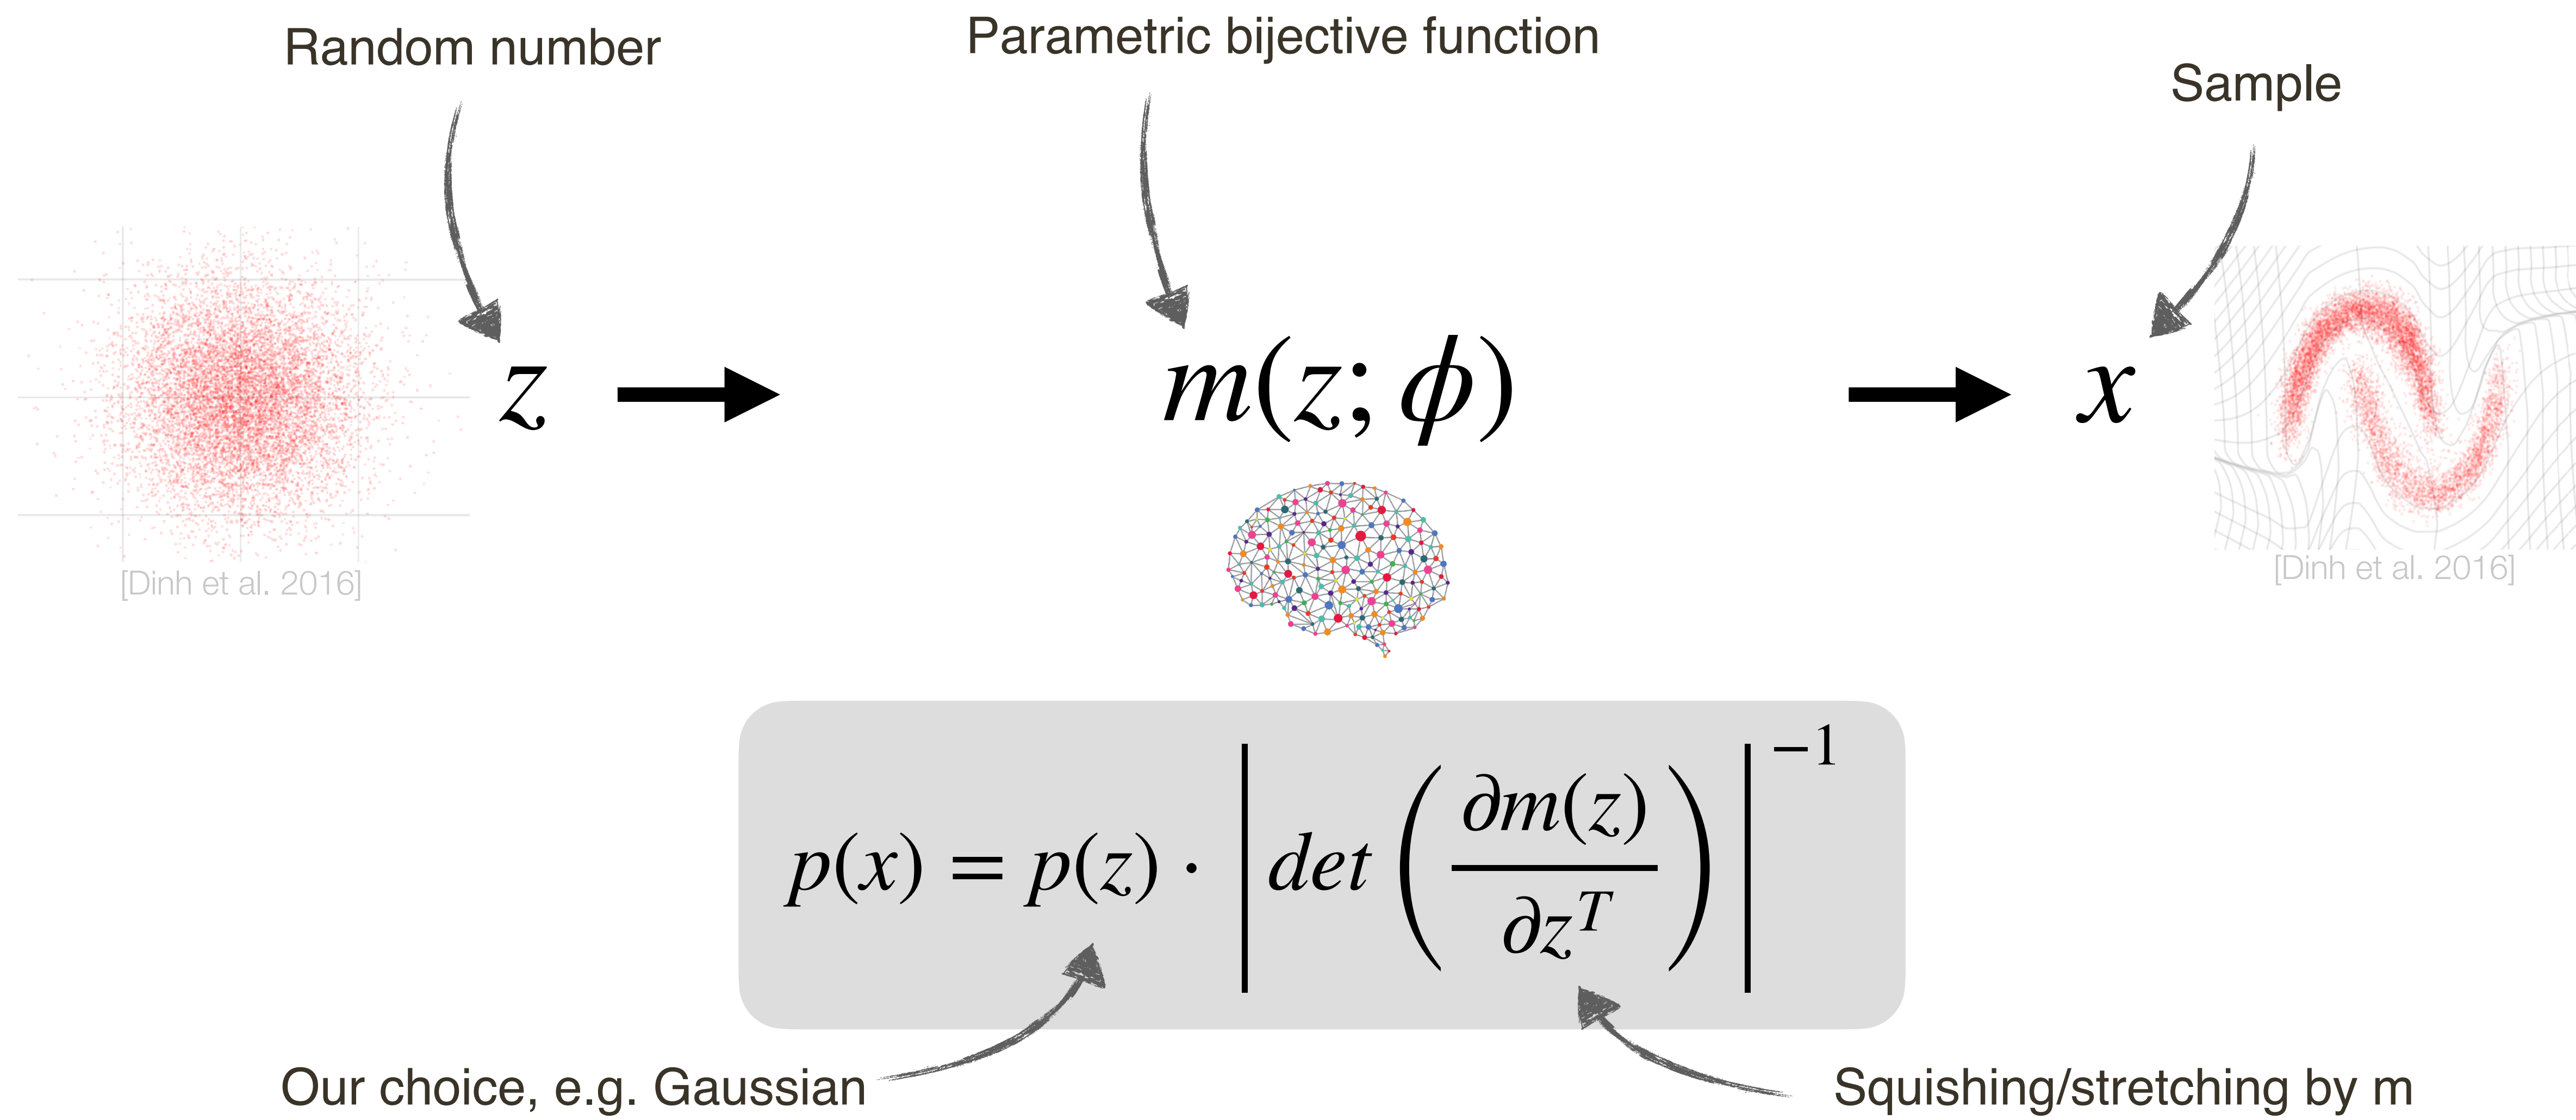 Random number
Parametric bijective function
Sample
z → m(z; ϕ) → x
[Dinh et al. 2016]
[Dinh et al. 2016]
p(x) = p(z) · | det ( ∂m(z) / ∂z^T ) |^−1
Our choice, e.g. Gaussian
Squishing/stretching by m